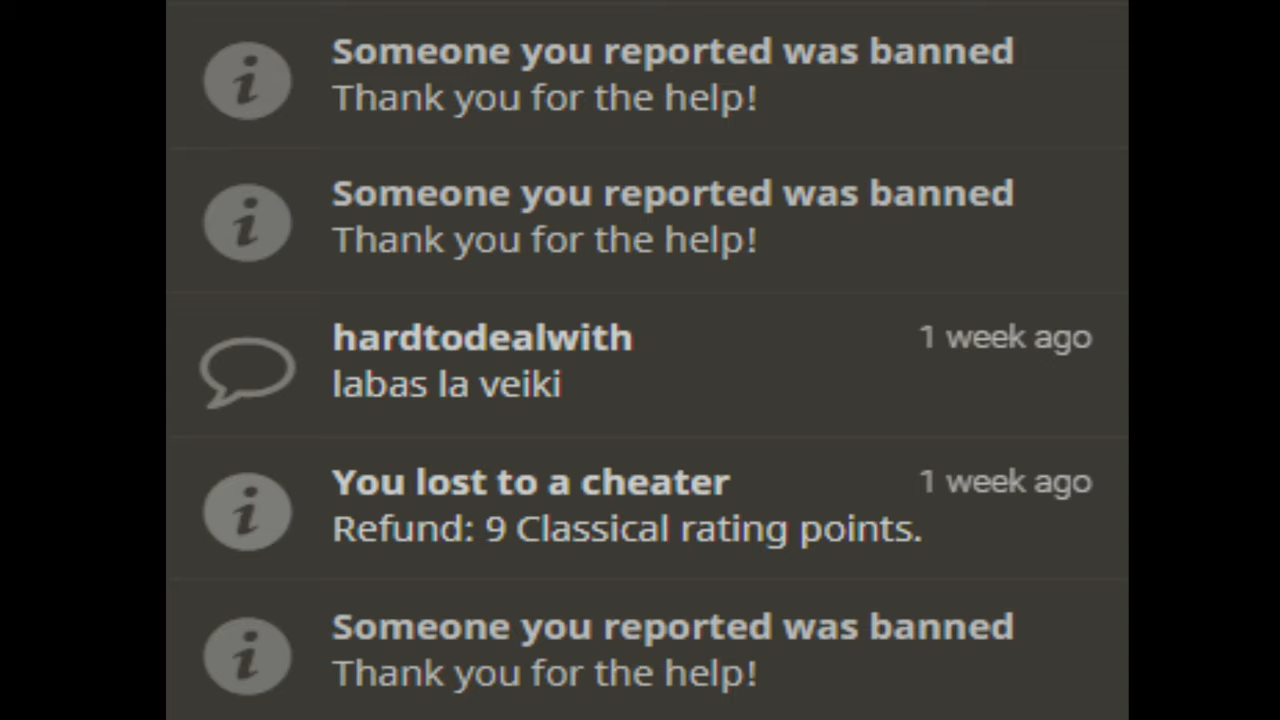 Someone you reported was banned
Thank you for the help!
Someone you reported was banned
Thank you for the help!
hardtodealwith 1 week ago
labas la veiki
You lost to a cheater 1 week ago
Refund: 9 Classical rating points.
Someone you reported was banned
Thank you for the help!